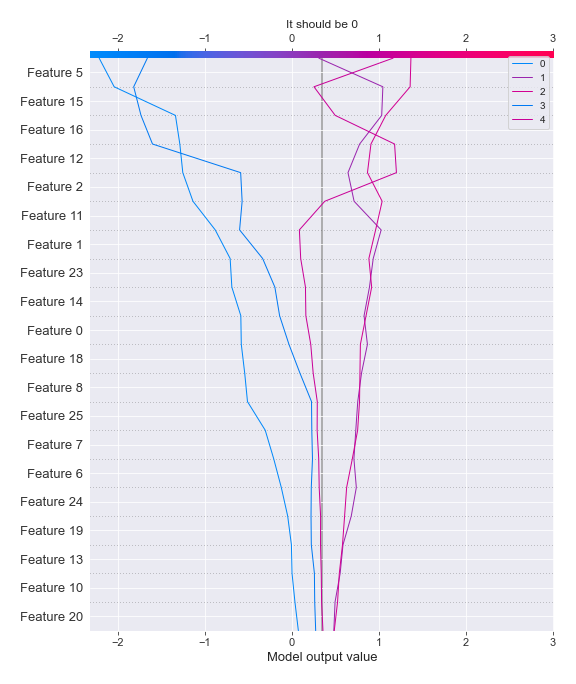 It should be 0
−2 −1 0 1 2 3
0
1
2
3
4
Feature 5
Feature 15
Feature 16
Feature 12
Feature 2
Feature 11
Feature 1
Feature 23
Feature 14
Feature 0
Feature 18
Feature 8
Feature 25
Feature 7
Feature 6
Feature 24
Feature 19
Feature 13
Feature 10
Feature 20
−2 −1 0 1 2 3
Model output value